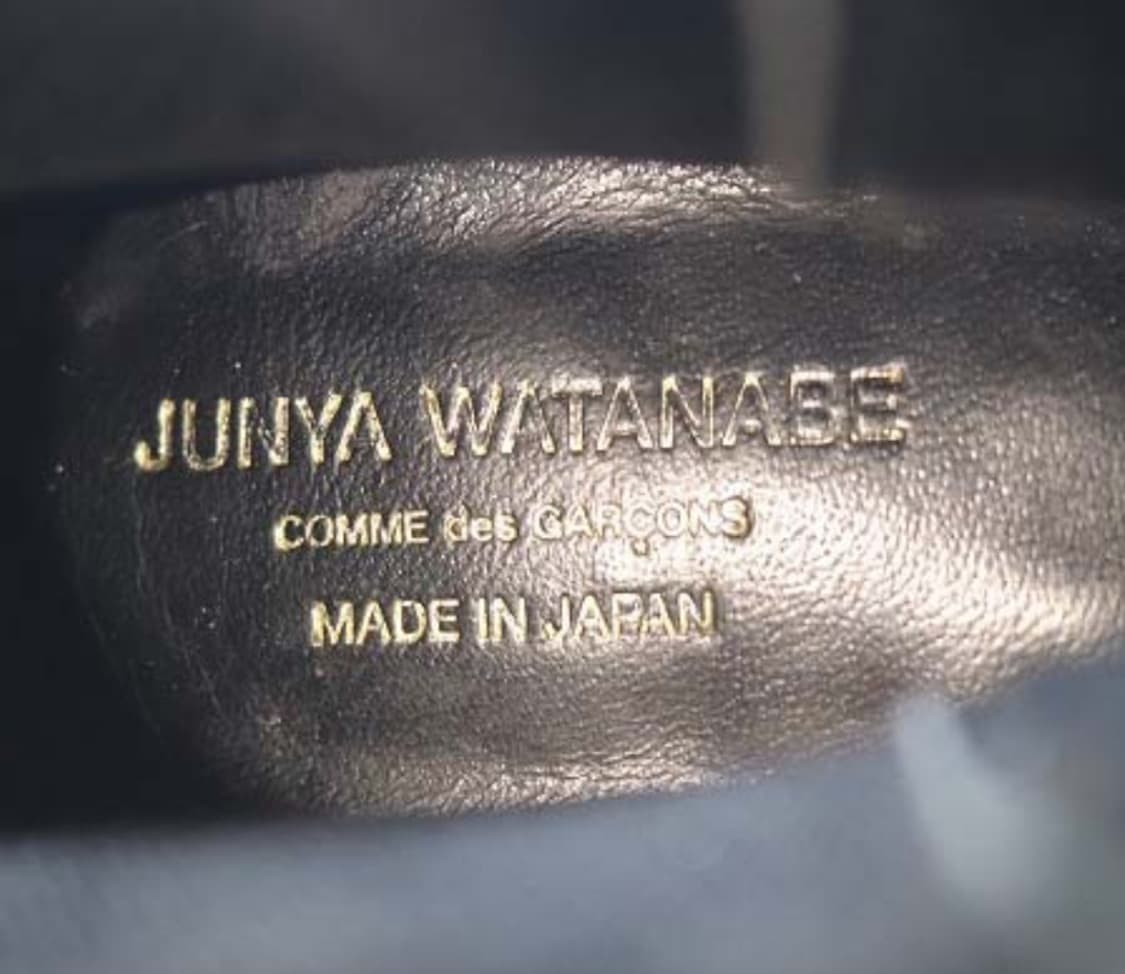 JUNYA WATANABE
COMME des GARÇONS
MADE IN JAPAN